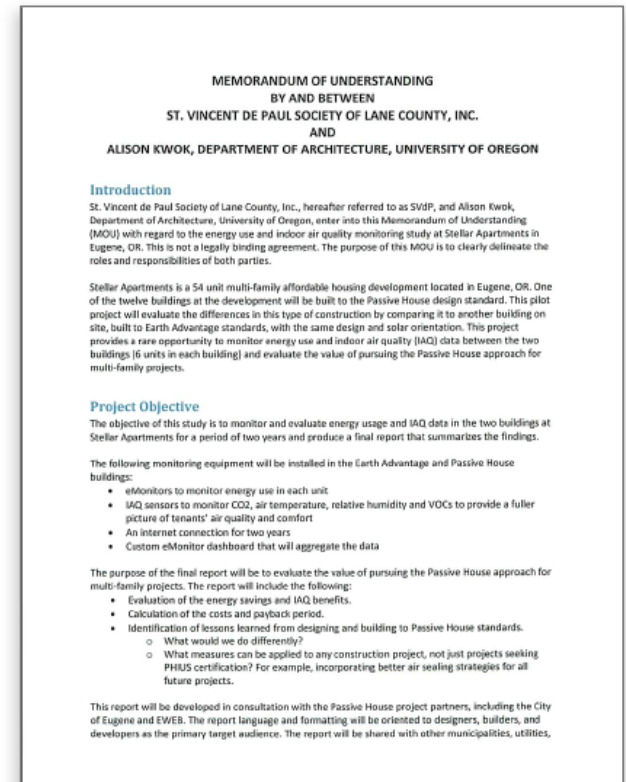 MEMORANDUM OF UNDERSTANDING
BY AND BETWEEN
ST. VINCENT DE PAUL SOCIETY OF LANE COUNTY, INC.
AND
ALISON KWOK, DEPARTMENT OF ARCHITECTURE, UNIVERSITY OF OREGON
Introduction
St. Vincent de Paul Society of Lane County, Inc., hereafter referred to as SVdP, and Alison Kwok,
Department of Architecture, University of Oregon, enter into this Memorandum of Understanding
(MOU) with regard to the energy use and indoor air quality monitoring study at Stellar Apartments in
Eugene, OR. This is not a legally binding agreement. The purpose of this MOU is to clearly delineate the
roles and responsibilities of both parties.
Stellar Apartments is a 54 unit multi-family affordable housing development located in Eugene, OR. One
of the twelve buildings at the development will be built to the Passive House design standard. This pilot
project will evaluate the differences in this type of construction by comparing it to another building on
site, built to Earth Advantage standards, with the same design and solar orientation. This project
provides a rare opportunity to monitor energy use and indoor air quality (IAQ) data between the two
buildings (6 units in each building) and evaluate the value of pursuing the Passive House approach for
multi-family projects.
Project Objective
The objective of this study is to monitor and evaluate energy usage and IAQ data in the two buildings at
Stellar Apartments for a period of two years and produce a final report that summarizes the findings.
The following monitoring equipment will be installed in the Earth Advantage and Passive House
buildings:
• eMonitors to monitor energy use in each unit
• IAQ sensors to monitor CO2, air temperature, relative humidity and VOCs to provide a fuller
picture of tenants' air quality and comfort
• An internet connection for two years
• Custom eMonitor dashboard that will aggregate the data
The purpose of the final report will be to evaluate the value of pursuing the Passive House approach for
multi-family projects. The report will include the following:
• Evaluation of the energy savings and IAQ benefits.
• Calculation of the costs and payback period.
• Identification of lessons learned from designing and building to Passive House standards.
o What would we do differently?
o What measures can be applied to any construction project, not just projects seeking
PHIUS certification? For example, incorporating better air sealing strategies for all
future projects.
This report will be developed in consultation with the Passive House project partners, including the City
of Eugene and EWEB. The report language and formatting will be oriented to designers, builders, and
developers as the primary target audience. The report will be shared with other municipalities, utilities,